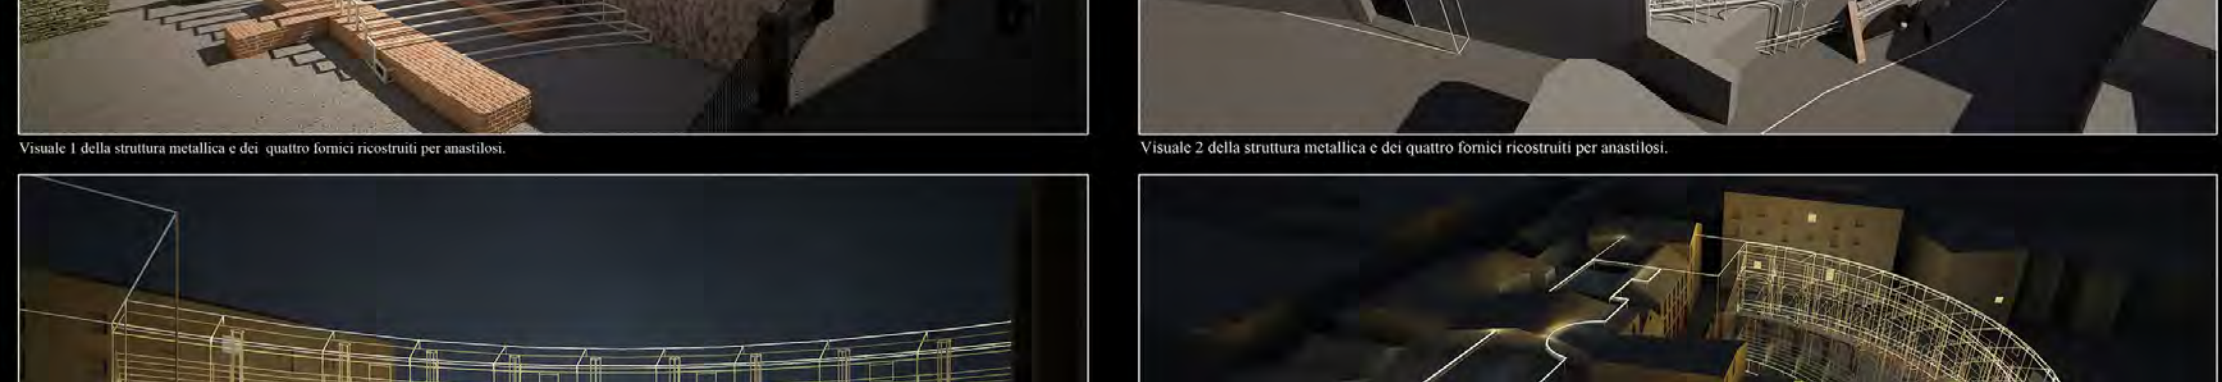 Visuale 1 della struttura metallica e dei quattro fornici ricostruiti per anastilosi.
Visuale 2 della struttura metallica e dei quattro fornici ricostruiti per anastilosi.